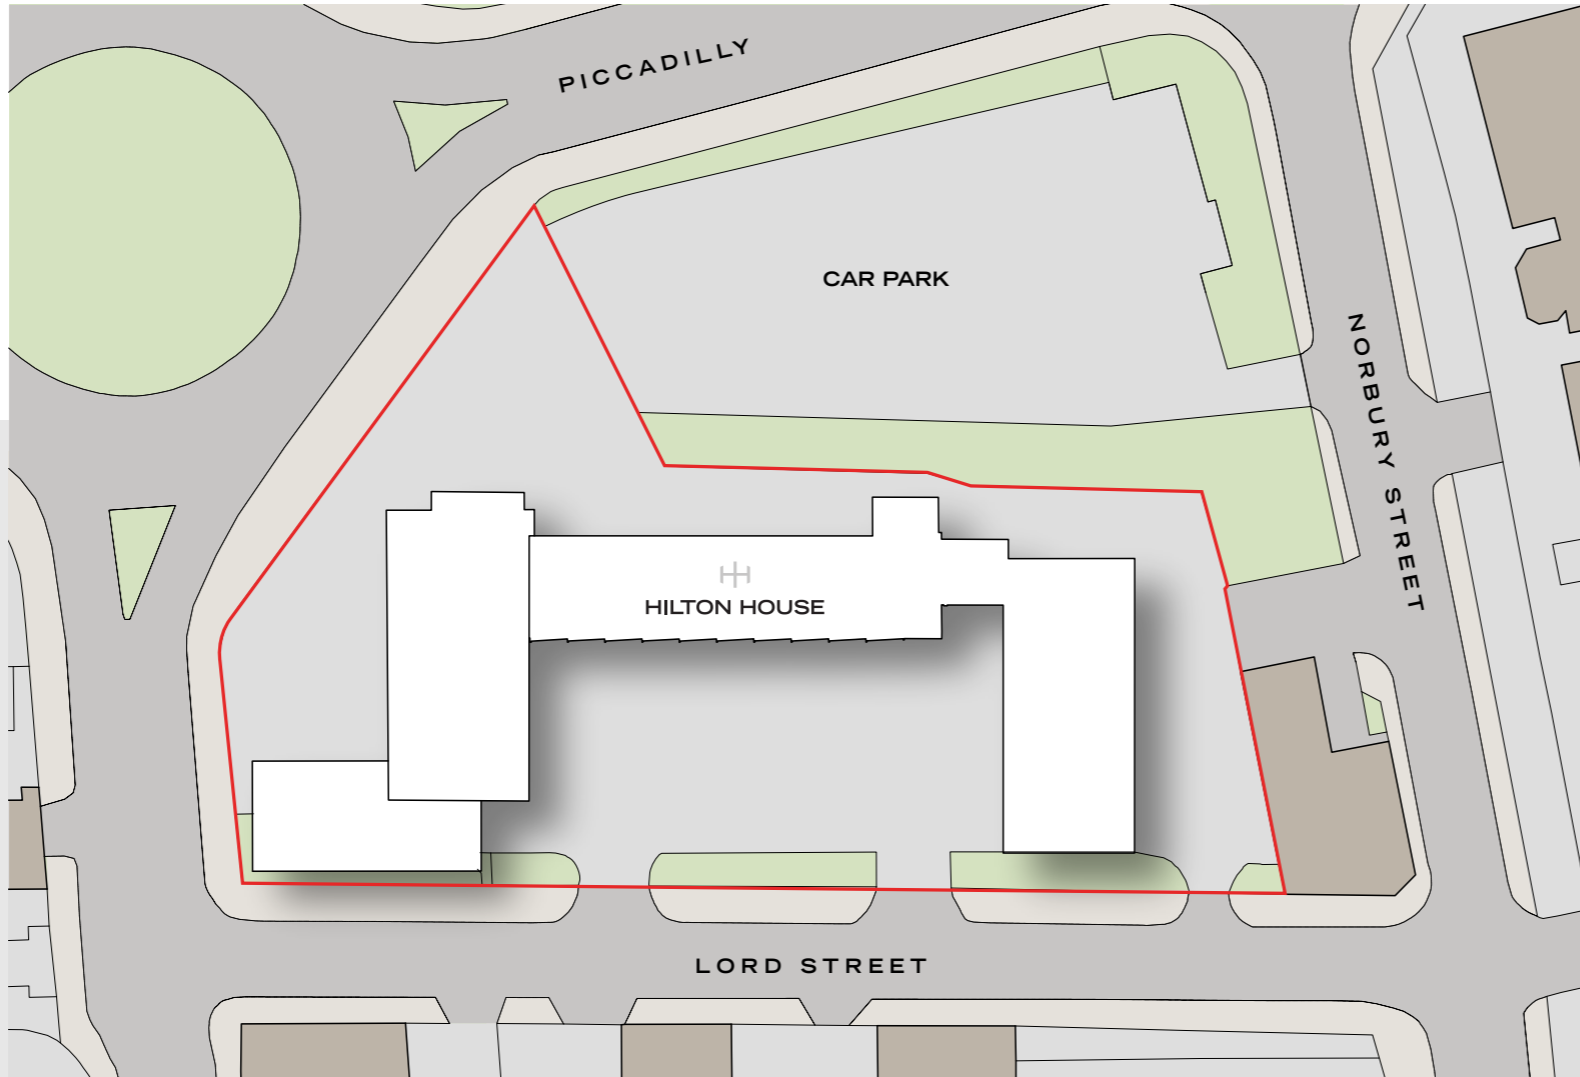 PICCADILLY
CAR PARK
NORBURY STREET
HILTON HOUSE
LORD STREET